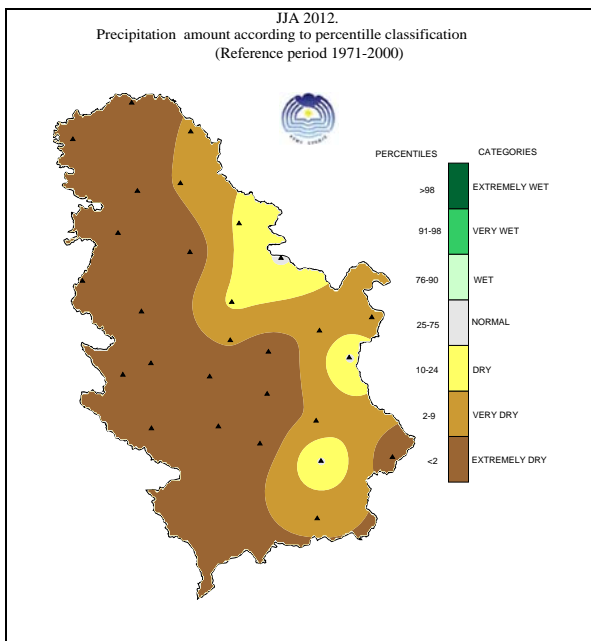 JJA 2012.
Precipitation amount according to percentille classification
(Reference period 1971-2000)
PERCENTILES CATEGORIES
>98 EXTREMELY WET
91-98 VERY WET
76-90 WET
25-75 NORMAL
10-24 DRY
2-9 VERY DRY
<2 EXTREMELY DRY